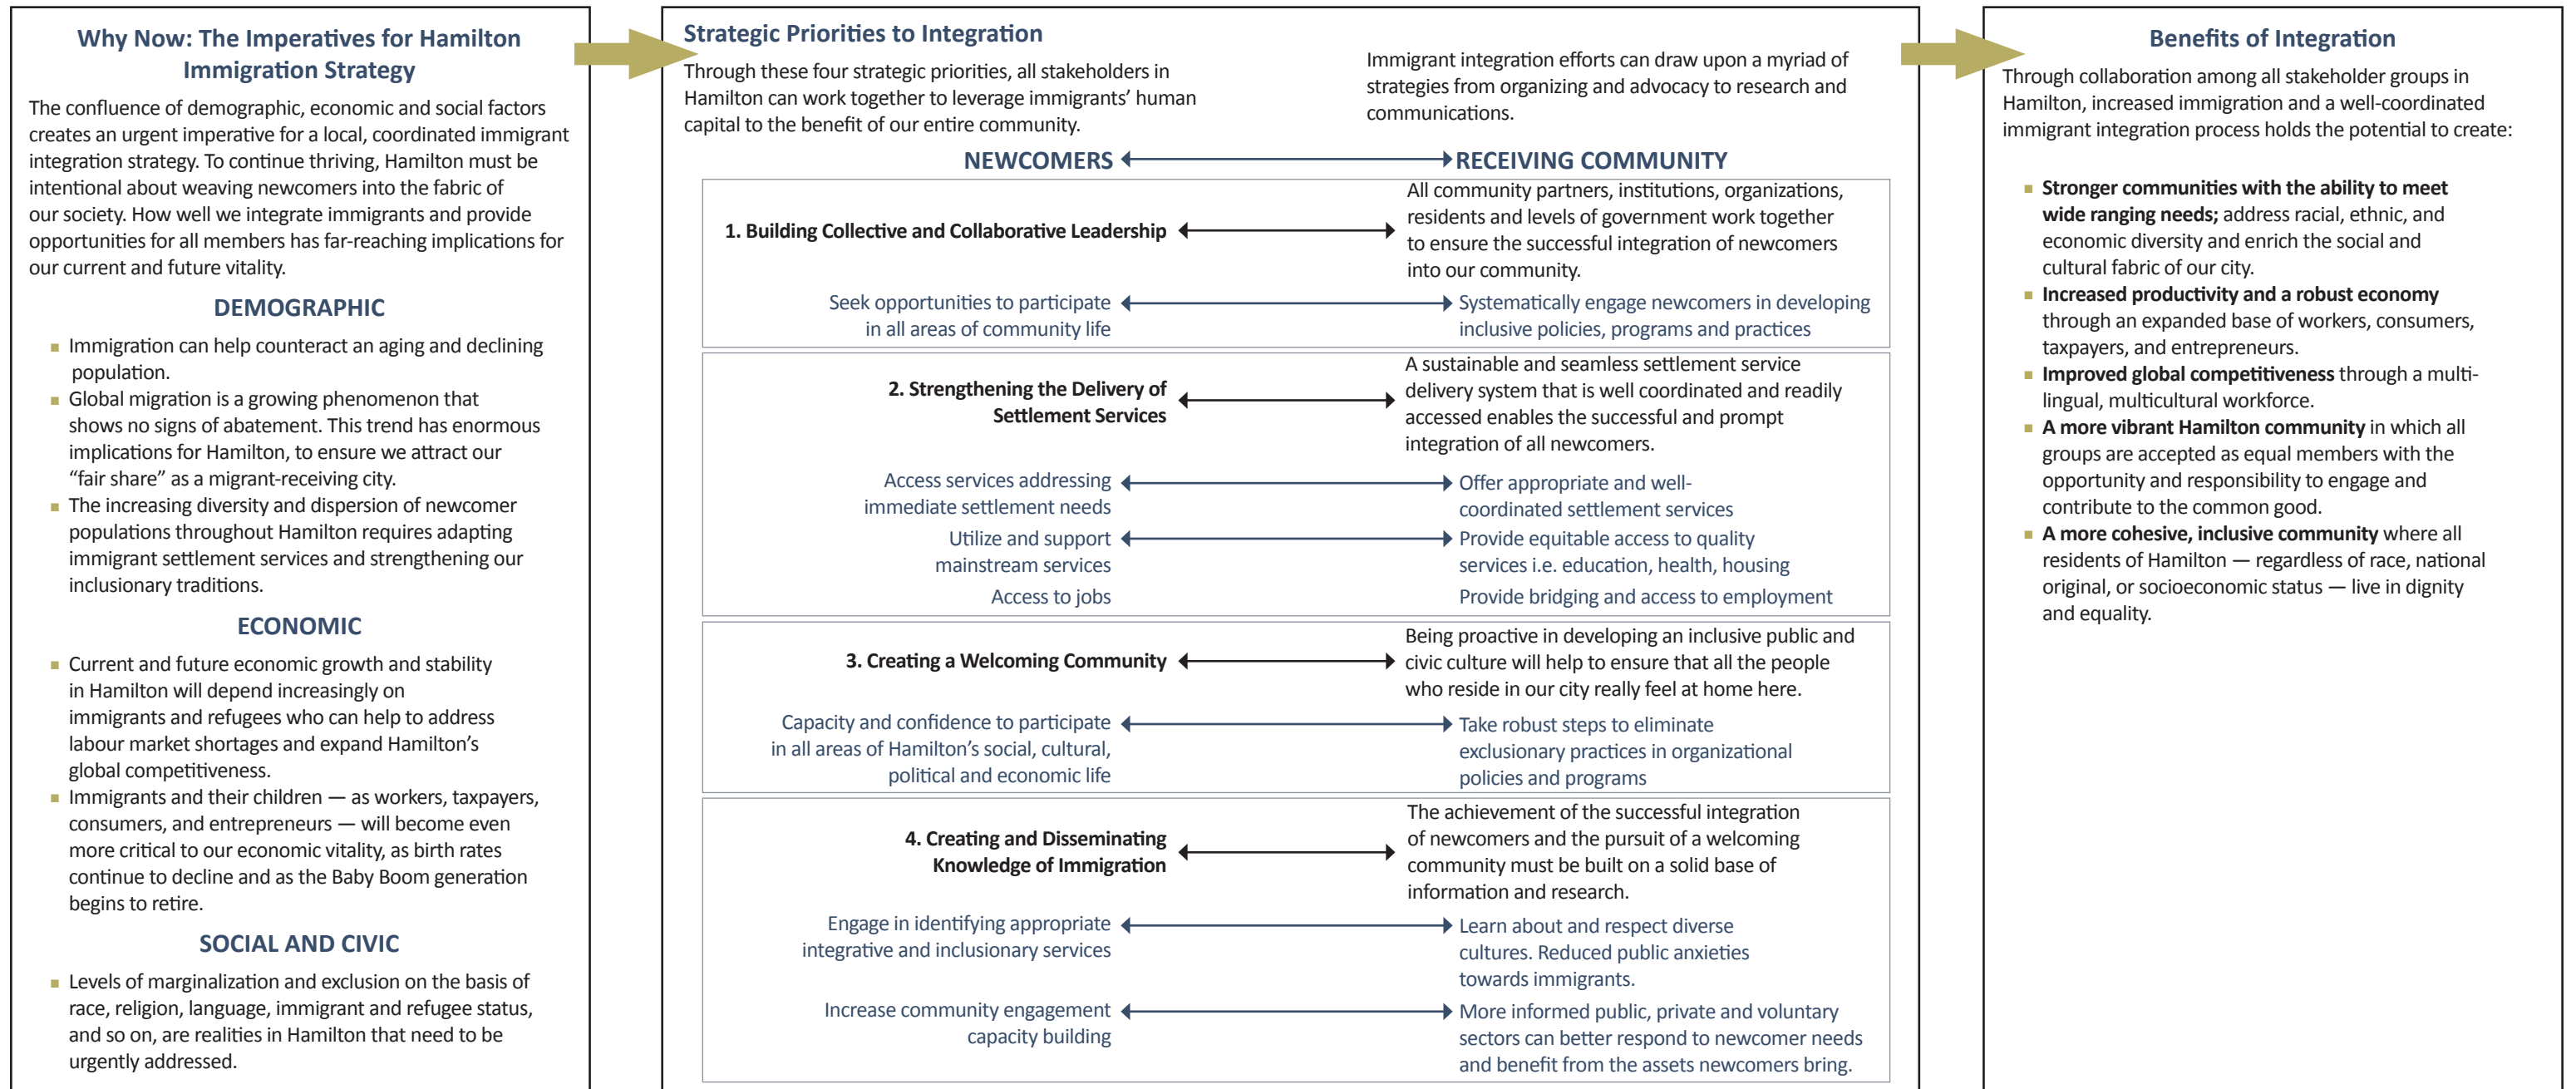 Why Now: The Imperatives for Hamilton
Immigration Strategy
The confluence of demographic, economic and social factors
creates an urgent imperative for a local, coordinated immigrant
integration strategy. To continue thriving, Hamilton must be
intentional about weaving newcomers into the fabric of
our society. How well we integrate immigrants and provide
opportunities for all members has far-reaching implications for
our current and future vitality.
DEMOGRAPHIC
Immigration can help counteract an aging and declining
population.
Global migration is a growing phenomenon that
shows no signs of abatement. This trend has enormous
implications for Hamilton, to ensure we attract our
“fair share” as a migrant-receiving city.
The increasing diversity and dispersion of newcomer
populations throughout Hamilton requires adapting
immigrant settlement services and strengthening our
inclusionary traditions.
ECONOMIC
Current and future economic growth and stability
in Hamilton will depend increasingly on
immigrants and refugees who can help to address
labour market shortages and expand Hamilton’s
global competitiveness.
Immigrants and their children — as workers, taxpayers,
consumers, and entrepreneurs — will become even
more critical to our economic vitality, as birth rates
continue to decline and as the Baby Boom generation
begins to retire.
SOCIAL AND CIVIC
Levels of marginalization and exclusion on the basis of
race, religion, language, immigrant and refugee status,
and so on, are realities in Hamilton that need to be
urgently addressed.
Strategic Priorities to Integration
Through these four strategic priorities, all stakeholders in
Hamilton can work together to leverage immigrants’ human
capital to the benefit of our entire community.
Immigrant integration efforts can draw upon a myriad of
strategies from organizing and advocacy to research and
communications.
NEWCOMERS
RECEIVING COMMUNITY
1. Building Collective and Collaborative Leadership
All community partners, institutions, organizations,
residents and levels of government work together
to ensure the successful integration of newcomers
into our community.
Seek opportunities to participate
in all areas of community life
Systematically engage newcomers in developing
inclusive policies, programs and practices
2. Strengthening the Delivery of
Settlement Services
A sustainable and seamless settlement service
delivery system that is well coordinated and readily
accessed enables the successful and prompt
integration of all newcomers.
Access services addressing
immediate settlement needs
Offer appropriate and well-
coordinated settlement services
Utilize and support
mainstream services
Provide equitable access to quality
services i.e. education, health, housing
Access to jobs
Provide bridging and access to employment
3. Creating a Welcoming Community
Being proactive in developing an inclusive public and
civic culture will help to ensure that all the people
who reside in our city really feel at home here.
Capacity and confidence to participate
in all areas of Hamilton’s social, cultural,
political and economic life
Take robust steps to eliminate
exclusionary practices in organizational
policies and programs
4. Creating and Disseminating
Knowledge of Immigration
The achievement of the successful integration
of newcomers and the pursuit of a welcoming
community must be built on a solid base of
information and research.
Engage in identifying appropriate
integrative and inclusionary services
Learn about and respect diverse
cultures. Reduced public anxieties
towards immigrants.
Increase community engagement
capacity building
More informed public, private and voluntary
sectors can better respond to newcomer needs
and benefit from the assets newcomers bring.
Benefits of Integration
Through collaboration among all stakeholder groups in
Hamilton, increased immigration and a well-coordinated
immigrant integration process holds the potential to create:
Stronger communities with the ability to meet
wide ranging needs; address racial, ethnic, and
economic diversity and enrich the social and
cultural fabric of our city.
Increased productivity and a robust economy
through an expanded base of workers, consumers,
taxpayers, and entrepreneurs.
Improved global competitiveness through a multi-
lingual, multicultural workforce.
A more vibrant Hamilton community in which all
groups are accepted as equal members with the
opportunity and responsibility to engage and
contribute to the common good.
A more cohesive, inclusive community where all
residents of Hamilton — regardless of race, national
original, or socioeconomic status — live in dignity
and equality.